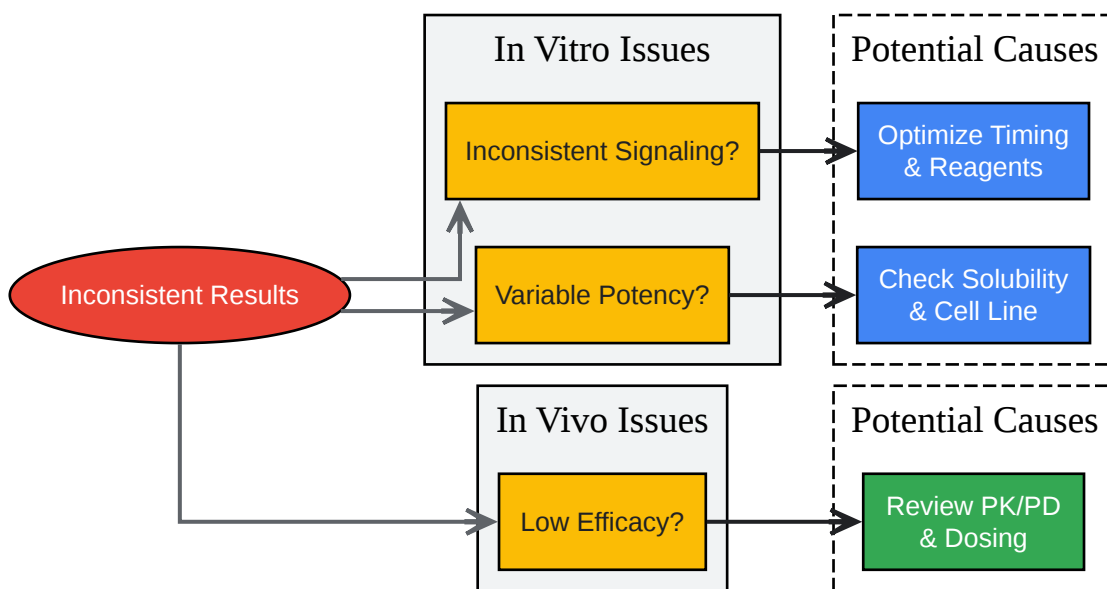 In Vitro Issues
Potential Causes
Inconsistent Signaling?
Optimize Timing
& Reagents
Inconsistent Results
Variable Potency?
Check Solubility
& Cell Line
In Vivo Issues
Potential Causes
Low Efficacy?
Review PK/PD
& Dosing